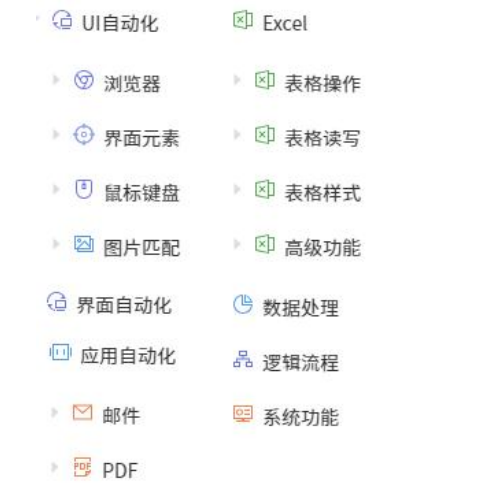 UI自动化
浏览器
界面元素
鼠标键盘
图片匹配
界面自动化
应用自动化
邮件
PDF
PDF
Excel
表格操作
表格读写
表格样式
高级功能
数据处理
逻辑流程
系统功能